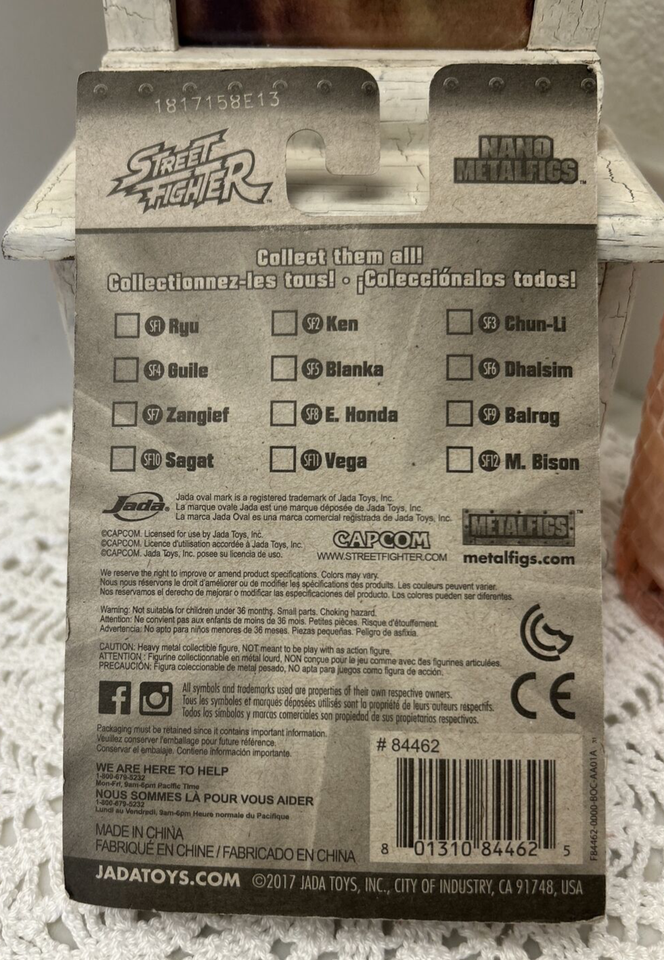 1817158E13
STREET FIGHTER™
NANO METALFIGS™
Collect them all!
Collectionnez-les tous! • ¡Colecciónalos todos!
SF1 Ryu
SF2 Ken
SF3 Chun-Li
SF4 Guile
SF5 Blanka
SF6 Dhalsim
SF7 Zangief
SF8 E. Honda
SF9 Balrog
SF10 Sagat
SF11 Vega
SF12 M. Bison
Jada®
Jada oval mark is a registered trademark of Jada Toys, Inc.
La marque ovale Jada est une marque déposée de Jada Toys, Inc.
La marca Jada Oval es una marca comercial registrada de Jada Toys, Inc.
©CAPCOM. Licensed for use by Jada Toys, Inc.
©CAPCOM. Licence d'utilisation accordée à Jada Toys, Inc.
©CAPCOM. Jada Toys, Inc. posee su licencia de uso.
CAPCOM
WWW.STREETFIGHTER.COM
METALFIGS™
metalfigs.com
We reserve the right to improve or amend product specifications. Colors may vary.
Nous nous réservons le droit d'améliorer ou de modifier les spécifications des produits. Les couleurs peuvent varier.
Nos reservamos el derecho de mejorar o modificar las especificaciones del producto. Los colores pueden ser diferentes.
Warning: Not suitable for children under 36 months. Small parts. Choking hazard.
Attention: Ne convient pas aux enfants de moins de 36 mois. Petites pièces. Risque d'étouffement.
Advertencia: No apto para niños menores de 36 meses. Piezas pequeñas. Peligro de asfixia.
CAUTION: Heavy metal collectible figure. NOT meant to be play with as action figure.
ATTENTION : Figurine collectionnable en métal lourd, NON conçue pour le jeu comme avec des figurines articulées.
PRECAUCIÓN: Figura coleccionable de metal pesado, NO apta para juegos como figura de acción.
CE
All symbols and trademarks used are properties of their own respective owners.
Tous les symboles et marques déposées utilisés sont la propriété de leurs auteurs respectifs.
Todos los símbolos y marcas comerciales son propiedad de sus propietarios respectivos.
Packaging must be retained since it contains important information.
Veuillez conserver l'emballage pour future référence.
Conservar el embalaje. Contiene información importante.
WE ARE HERE TO HELP
1-800-679-5232
Mon-Fri, 9am-6pm Pacific Time
NOUS SOMMES LÀ POUR VOUS AIDER
1-800-679-5232
Lundi au Vendredi, 9am-6pm Heure normale du Pacifique
MADE IN CHINA
FABRIQUÉ EN CHINE / FABRICADO EN CHINA
# 84462
8 01310 84462 5
F84462-0000-BOC-AA01A
JADATOYS.COM ©2017 JADA TOYS, INC., CITY OF INDUSTRY, CA 91748, USA